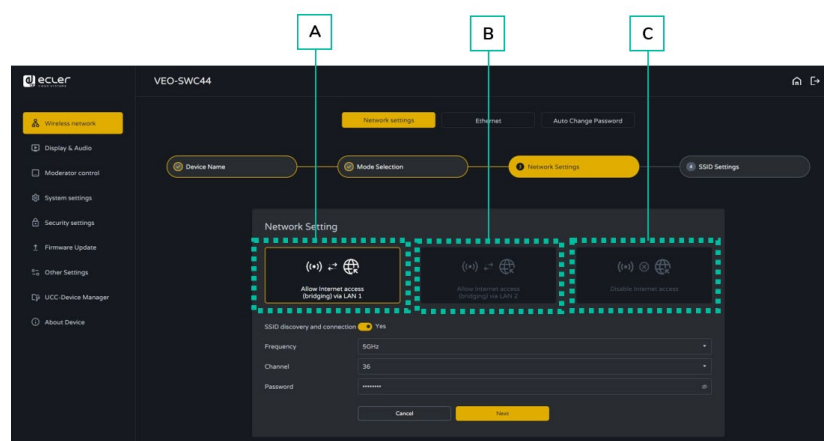 A
B
C
ecler
VEO-SWC44
Wireless network
Display & Audio
Moderator control
System settings
Security settings
Firmware Update
Other Settings
UCC-Device Manager
About Device
Network settings
Ethernet
Auto Change Password
Device Name
Mode Selection
3 Network Settings
4 SSID Settings
Network Setting
Allow Internet access
(bridging) via LAN 1
Allow Internet access
(bridging) via LAN 2
Disable Internet access
SSID discovery and connection Yes
Frequency 5GHz
Channel 36
Password ••••••••
Cancel Next